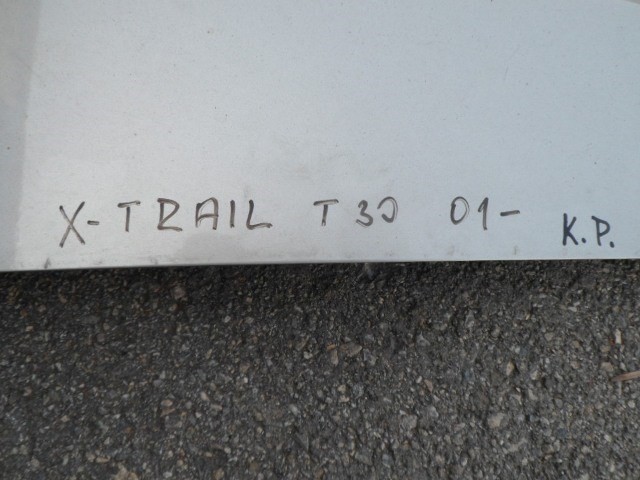 X-TRAIL T30 01- K.P.